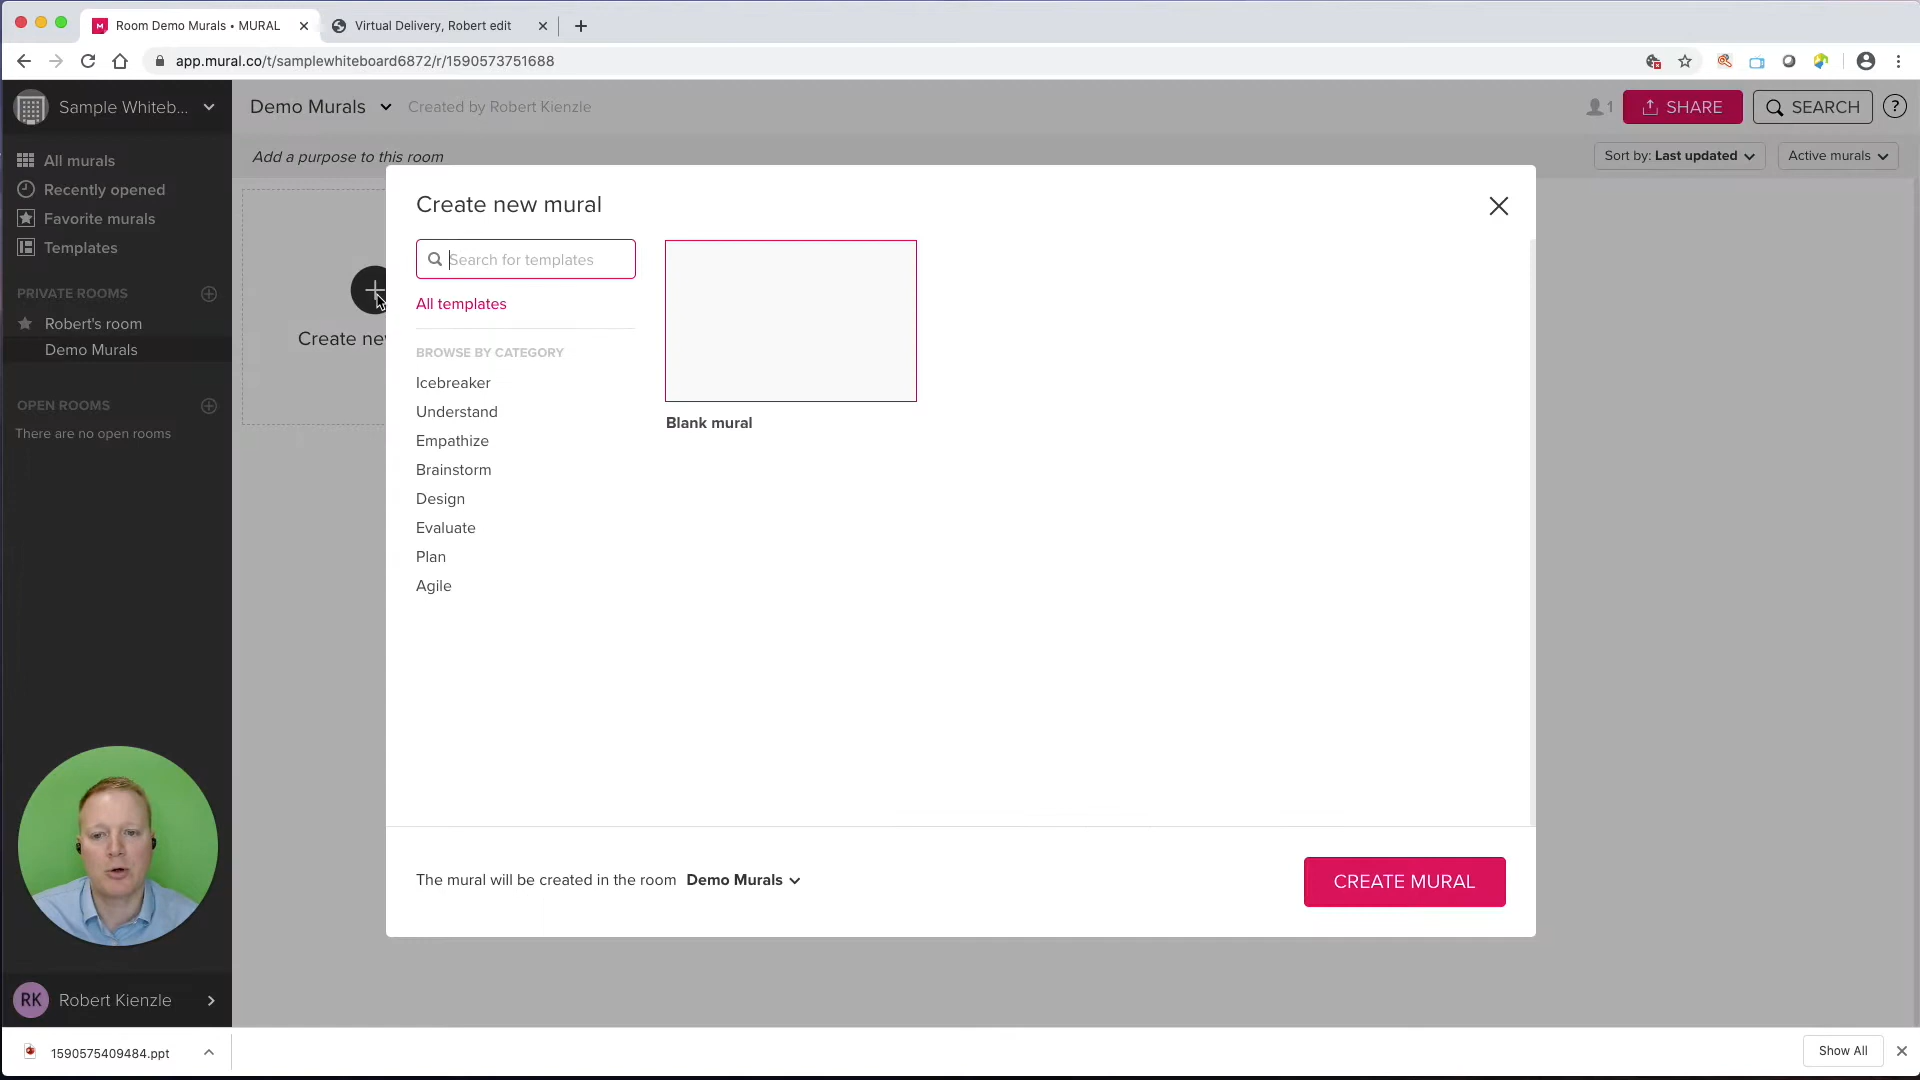 Room Demo Murals • MURAL
Virtual Delivery, Robert edit
app.mural.co/t/samplewhiteboard6872/r/1590573751688
Sample Whiteb...
Demo Murals
Created by Robert Kienzle
1
SHARE
SEARCH
?
Add a purpose to this room
Sort by: Last updated
Active murals
All murals
Recently opened
Favorite murals
Templates
PRIVATE ROOMS
Robert's room
Demo Murals
OPEN ROOMS
There are no open rooms
Create nev
Create new mural
Search for templates
All templates
BROWSE BY CATEGORY
Icebreaker
Understand
Empathize
Brainstorm
Design
Evaluate
Plan
Agile
Blank mural
The mural will be created in the room Demo Murals
CREATE MURAL
RK Robert Kienzle
1590575409484.ppt
Show All